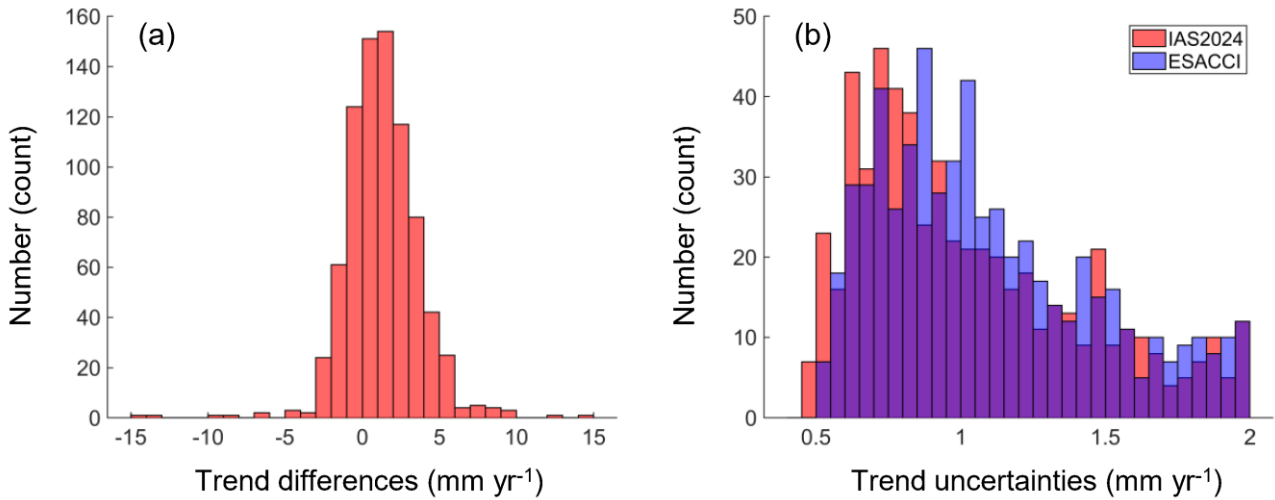 (a)
160
140
120
100
80
60
40
20
0
Number (count)
-15 -10 -5 0 5 10 15
Trend differences (mm yr-1)
(b)
IAS2024
ESACCI
50
40
30
20
10
0
Number (count)
0.5 1 1.5 2
Trend uncertainties (mm yr-1)